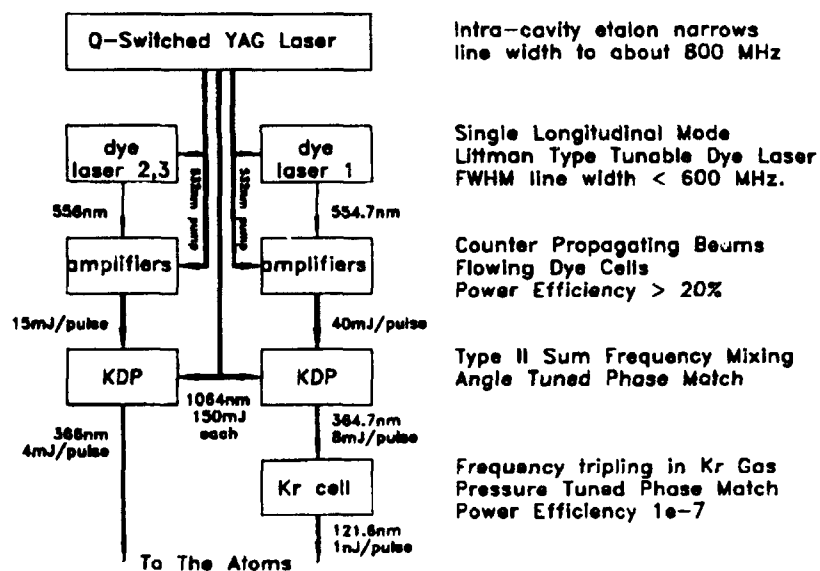 Q-Switched YAG Laser
Intra-cavity etalon narrows
line width to about 800 MHz
dye
laser 2,3
dye
laser 1
532nm pump
532nm pump
Single Longitudinal Mode
Littman Type Tunable Dye Laser
FWHM line width < 600 MHz.
556nm
554.7nm
amplifiers
amplifiers
Counter Propagating Beams
Flowing Dye Cells
Power Efficiency > 20%
15mJ/pulse
40mJ/pulse
KDP
KDP
Type II Sum Frequency Mixing
Angle Tuned Phase Match
1064nm
150mJ
each
366nm
4mJ/pulse
364.7nm
8mJ/pulse
Kr cell
Frequency tripling in Kr Gas
Pressure Tuned Phase Match
Power Efficiency 1e-7
121.6nm
1nJ/pulse
To The Atoms